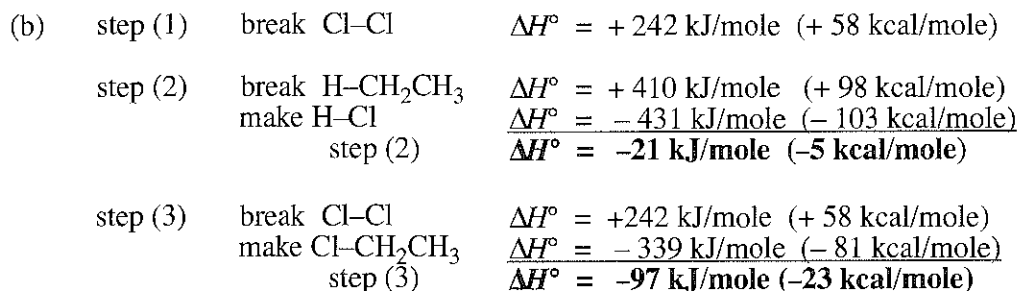 (b) step (1) break Cl–Cl ΔH° = + 242 kJ/mole (+ 58 kcal/mole)
step (2) break H–CH₂CH₃ ΔH° = + 410 kJ/mole (+ 98 kcal/mole)
make H–Cl ΔH° = – 431 kJ/mole (– 103 kcal/mole)
step (2) ΔH° = –21 kJ/mole (–5 kcal/mole)
step (3) break Cl–Cl ΔH° = +242 kJ/mole (+ 58 kcal/mole)
make Cl–CH₂CH₃ ΔH° = – 339 kJ/mole (– 81 kcal/mole)
step (3) ΔH° = –97 kJ/mole (–23 kcal/mole)